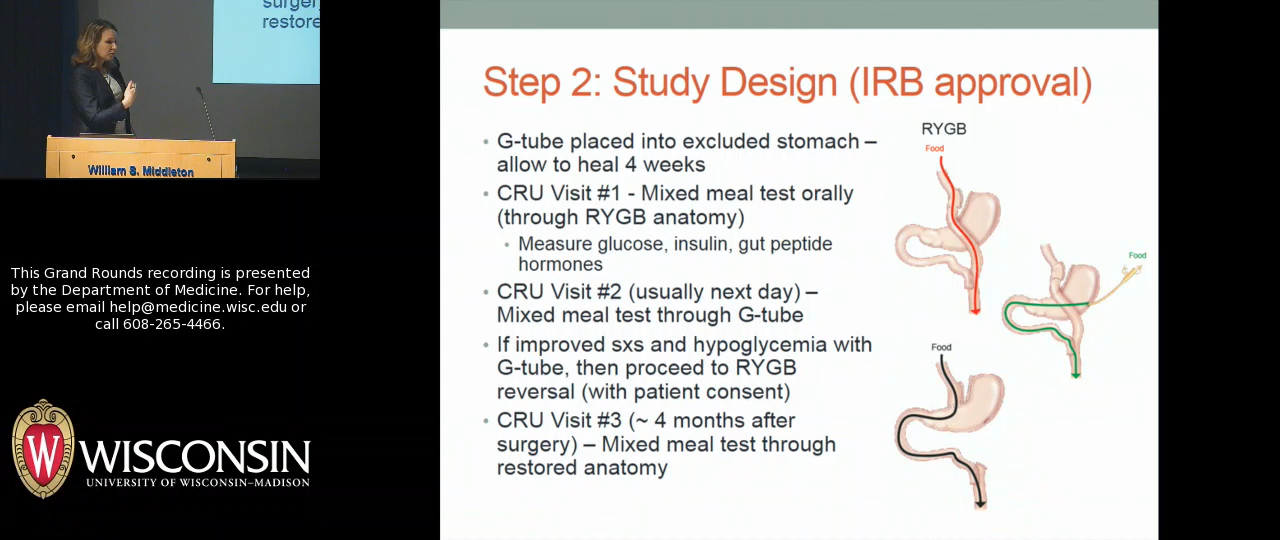 surgery
restore
William S. Middleton
This Grand Rounds recording is presented
by the Department of Medicine. For help,
please email help@medicine.wisc.edu or
call 608-265-4466.
W
WISCONSIN
UNIVERSITY OF WISCONSIN–MADISON
Step 2: Study Design (IRB approval)
• G-tube placed into excluded stomach –
allow to heal 4 weeks
• CRU Visit #1 - Mixed meal test orally
(through RYGB anatomy)
• Measure glucose, insulin, gut peptide
hormones
• CRU Visit #2 (usually next day) –
Mixed meal test through G-tube
• If improved sxs and hypoglycemia with
G-tube, then proceed to RYGB
reversal (with patient consent)
• CRU Visit #3 (~ 4 months after
surgery) – Mixed meal test through
restored anatomy
RYGB
Food
Food
Food